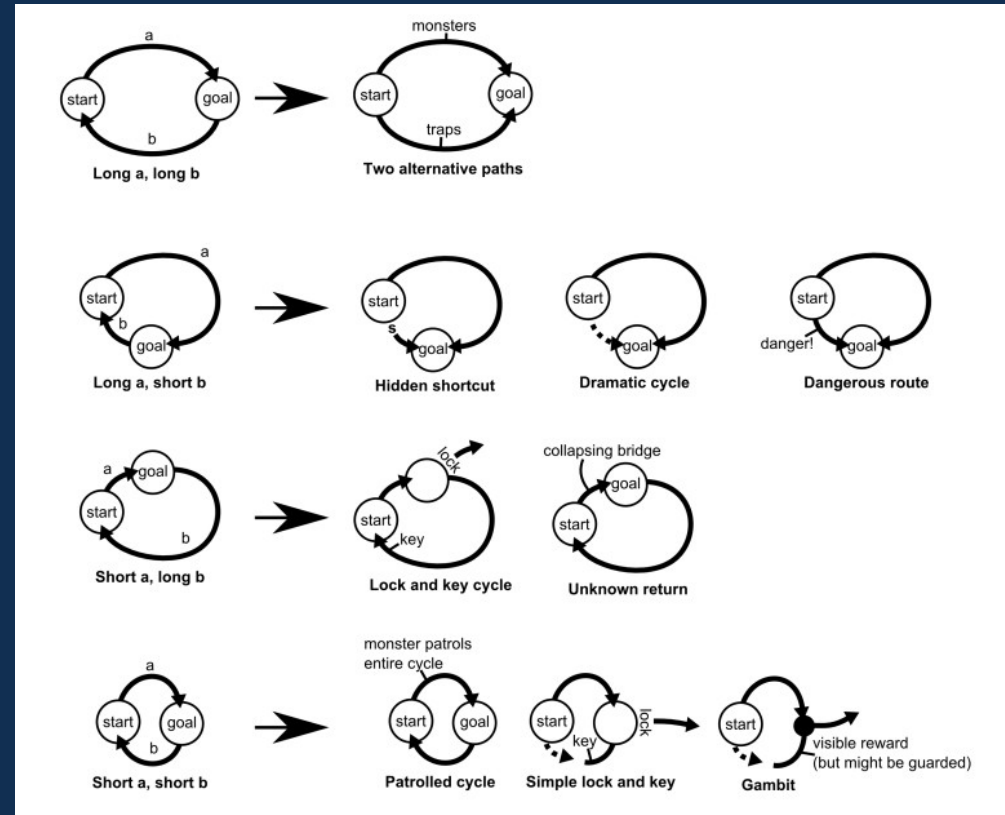 a
start
goal
b
Long a, long b
monsters
start
goal
traps
Two alternative paths
a
start
b
goal
Long a, short b
start
s
goal
Hidden shortcut
start
goal
Dramatic cycle
start
danger!
goal
Dangerous route
a
goal
start
b
Short a, long b
lock
start
key
Lock and key cycle
collapsing bridge
goal
start
Unknown return
a
start
goal
b
Short a, short b
monster patrols
entire cycle
start
goal
Patrolled cycle
start
lock
key
Simple lock and key
start
visible reward
(but might be guarded)
Gambit